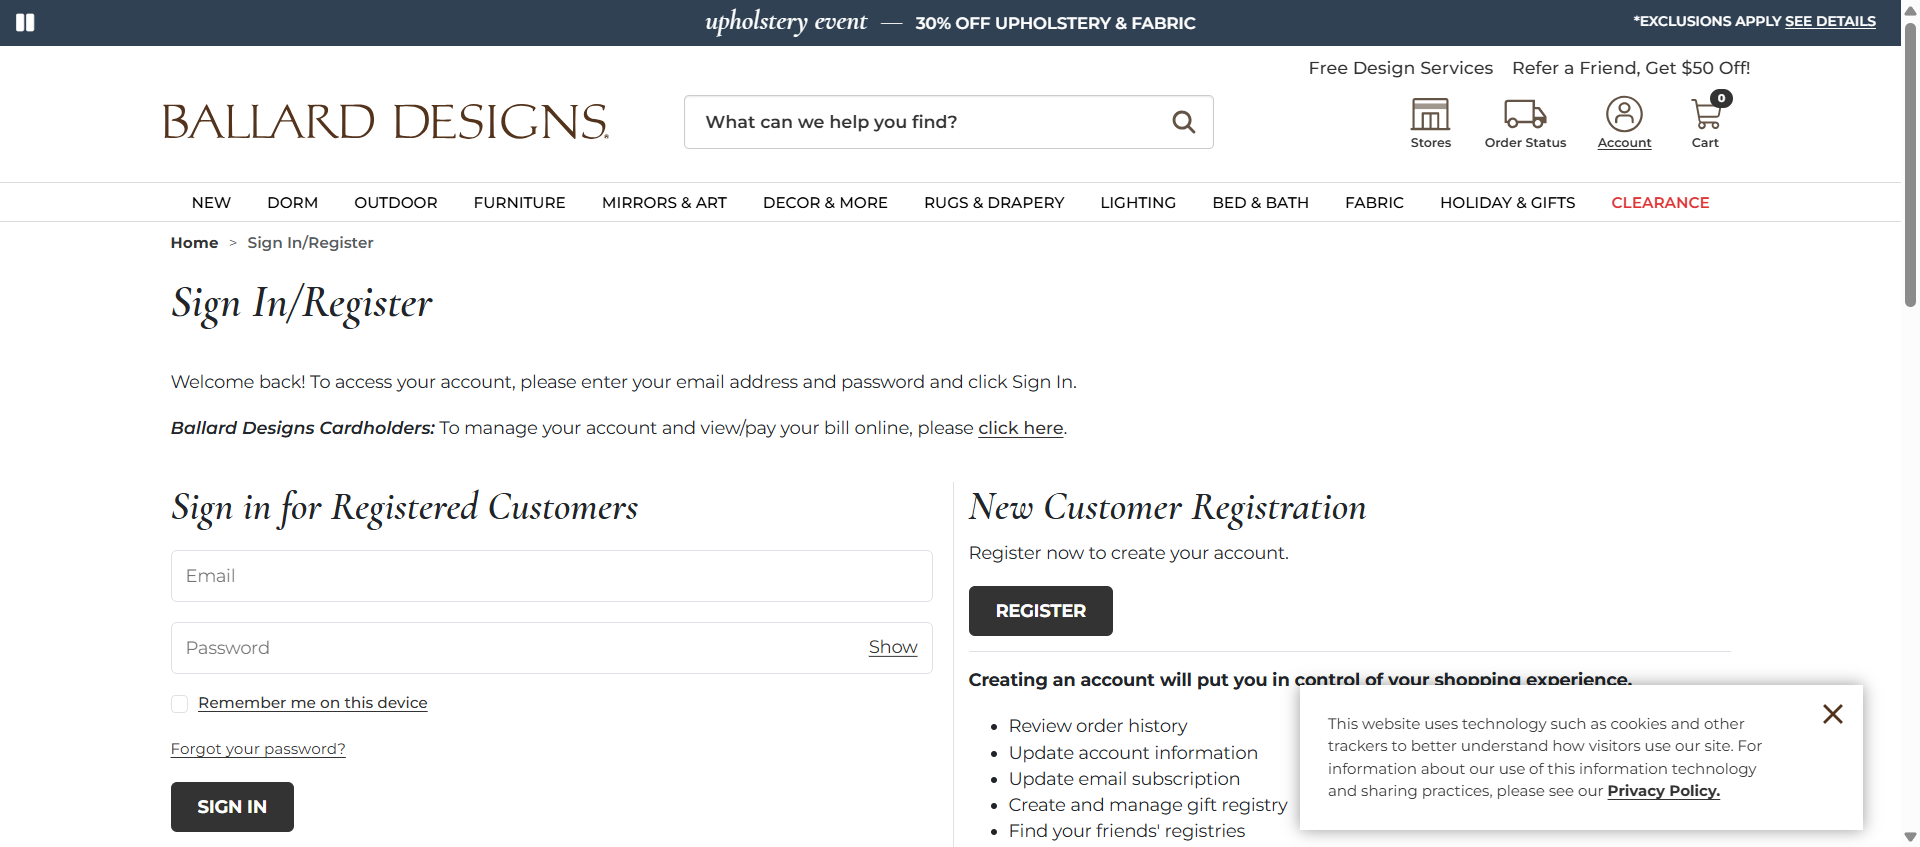 upholstery event — 30% OFF UPHOLSTERY & FABRIC
*EXCLUSIONS APPLY SEE DETAILS
Free Design Services Refer a Friend, Get $50 Off!
BALLARD DESIGNS®
What can we help you find?
Stores
Order Status
Account
0
Cart
NEW DORM OUTDOOR FURNITURE MIRRORS & ART DECOR & MORE RUGS & DRAPERY LIGHTING BED & BATH FABRIC HOLIDAY & GIFTS CLEARANCE
Home > Sign In/Register
Sign In/Register
Welcome back! To access your account, please enter your email address and password and click Sign In.
Ballard Designs Cardholders: To manage your account and view/pay your bill online, please click here.
Sign in for Registered Customers
Email
Password Show
Remember me on this device
Forgot your password?
SIGN IN
New Customer Registration
Register now to create your account.
REGISTER
Creating an account will put you in control of your shopping experience.
• Review order history
• Update account information
• Update email subscription
• Create and manage gift registry
• Find your friends' registries
This website uses technology such as cookies and other
trackers to better understand how visitors use our site. For
information about our use of this information technology
and sharing practices, please see our Privacy Policy.